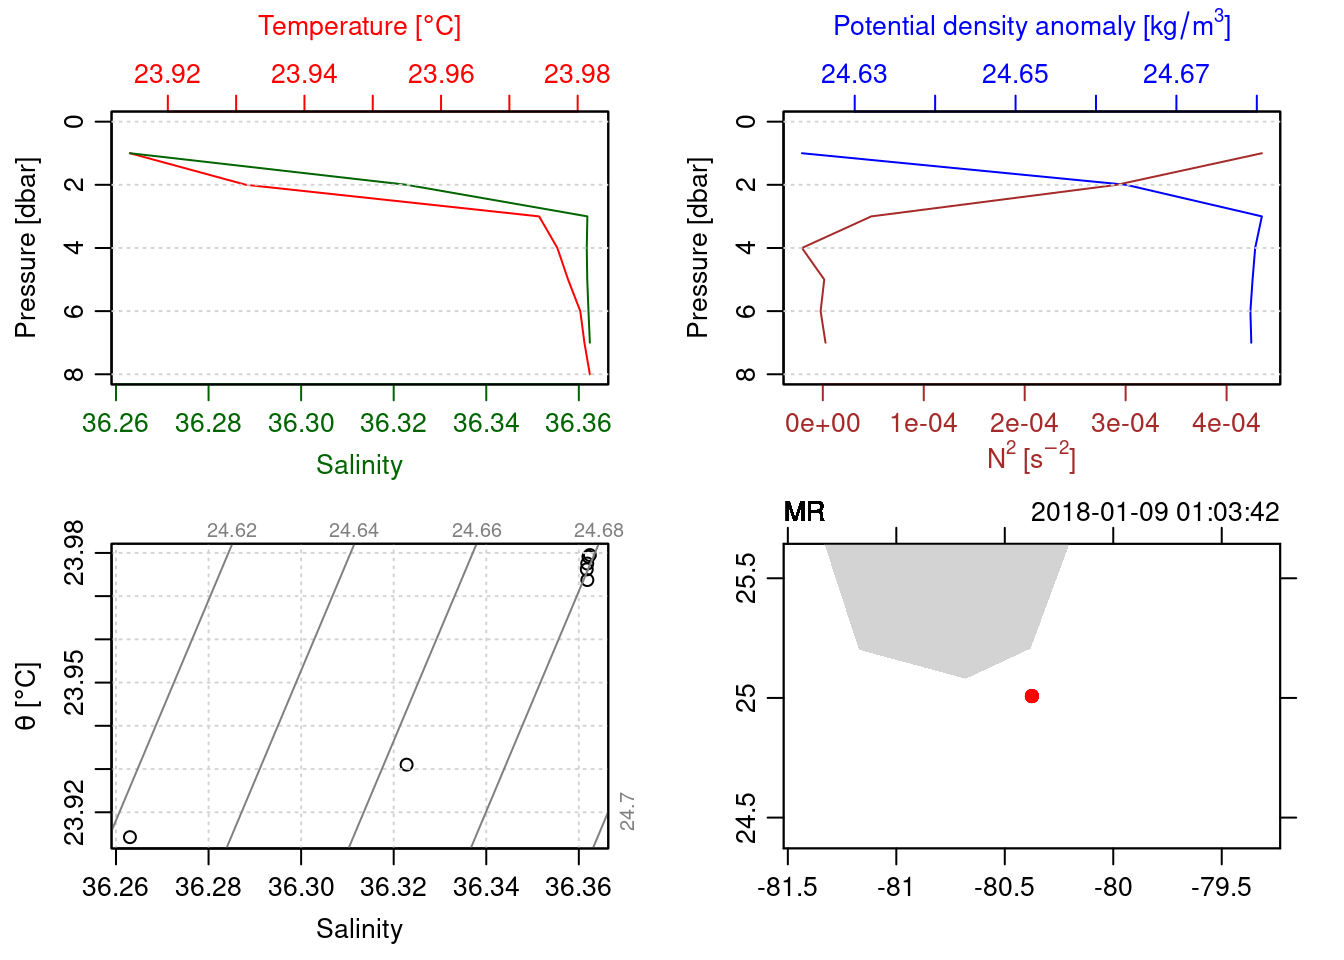 Temperature [°C]
23.92 23.94 23.96 23.98
Pressure [dbar]
0
2
4
6
8
36.26 36.28 36.30 36.32 36.34 36.36
Salinity
Potential density anomaly [kg/m³]
24.63 24.65 24.67
Pressure [dbar]
0
2
4
6
8
0e+00 1e-04 2e-04 3e-04 4e-04
N² [s⁻²]
24.62 24.64 24.66 24.68
θ [°C]
23.98
23.95
23.92
24.7
36.26 36.28 36.30 36.32 36.34 36.36
Salinity
MR 2018-01-09 01:03:42
25.5
25
24.5
-81.5 -81 -80.5 -80 -79.5